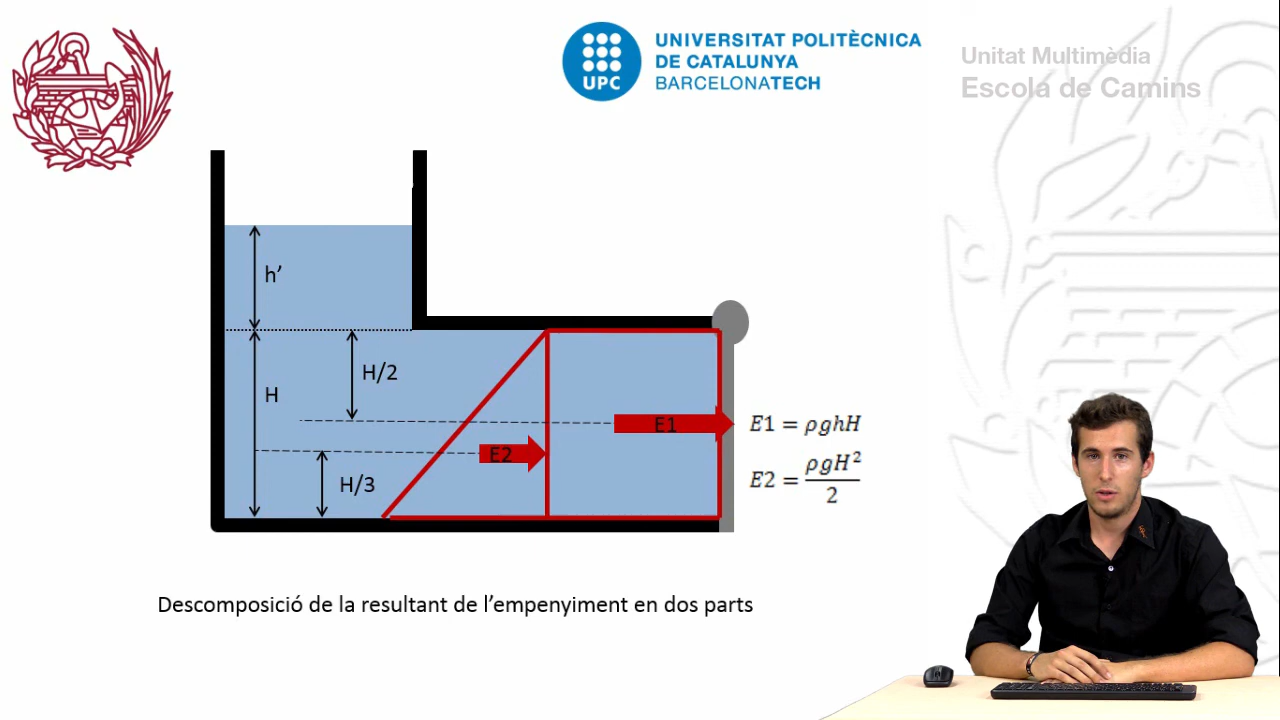 UNIVERSITAT POLITÈCNICA
DE CATALUNYA
BARCELONATECH
UPC
Unitat Multimèdia
Escola de Camins
h’
H/2
H
E1
E1 = ρghH
E2
H/3
E2 = ρgH²/2
Descomposició de la resultant de l’empenyiment en dos parts